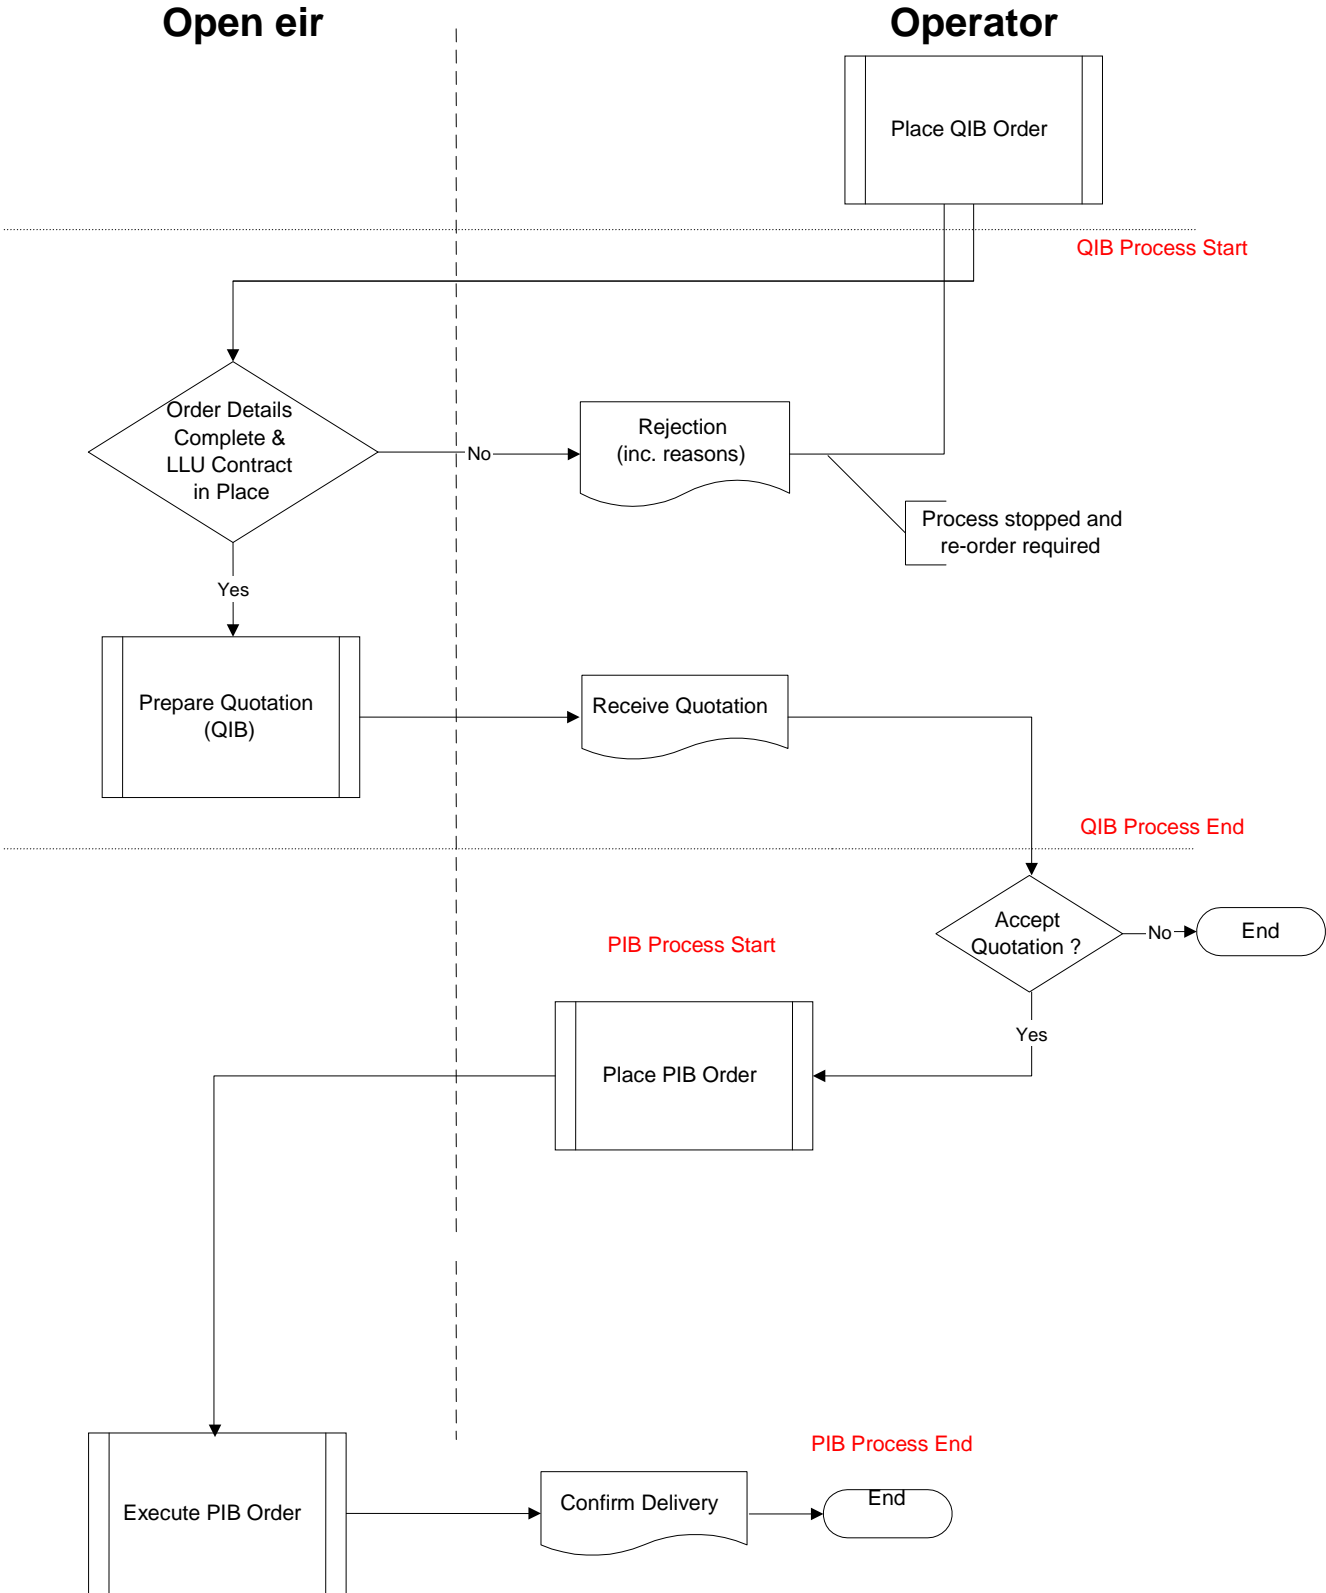 Open eir
Operator
Place QIB Order
QIB Process Start
Order Details
Complete &
LLU Contract
in Place
No
Rejection
(inc. reasons)
Process stopped and
re-order required
Yes
Prepare Quotation
(QIB)
Receive Quotation
QIB Process End
Accept
Quotation ?
No
End
PIB Process Start
Yes
Place PIB Order
PIB Process End
Execute PIB Order
Confirm Delivery
End